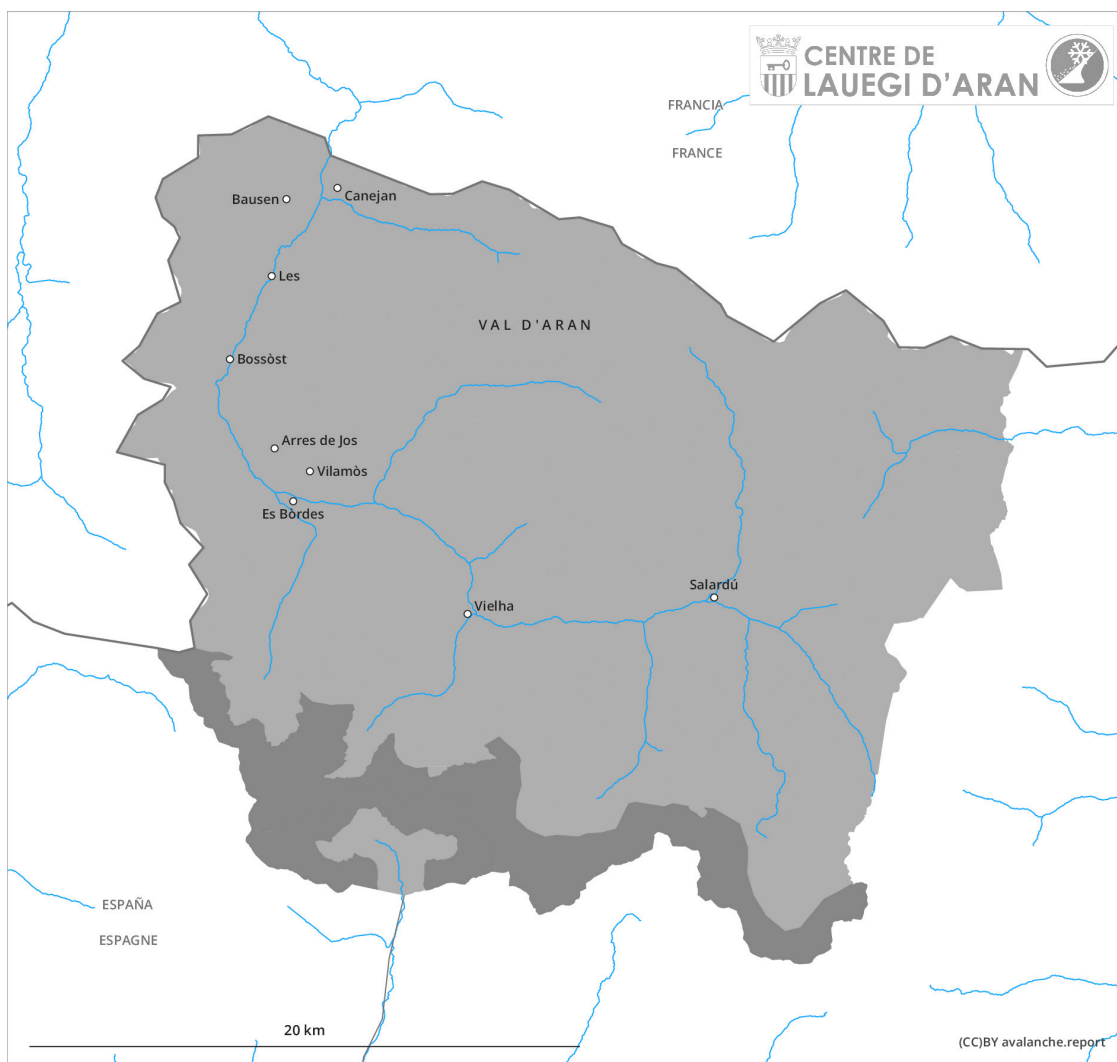 CENTRE DE
LAUEGI D'ARAN
FRANCIA
FRANCE
Canejan
Bausen
Les
VAL D'ARAN
Bossòst
Arres de Jos
Vilamòs
Es Bòrdes
Salardú
Vielha
ESPAÑA
ESPAGNE
20 km
(CC)BY avalanche.report